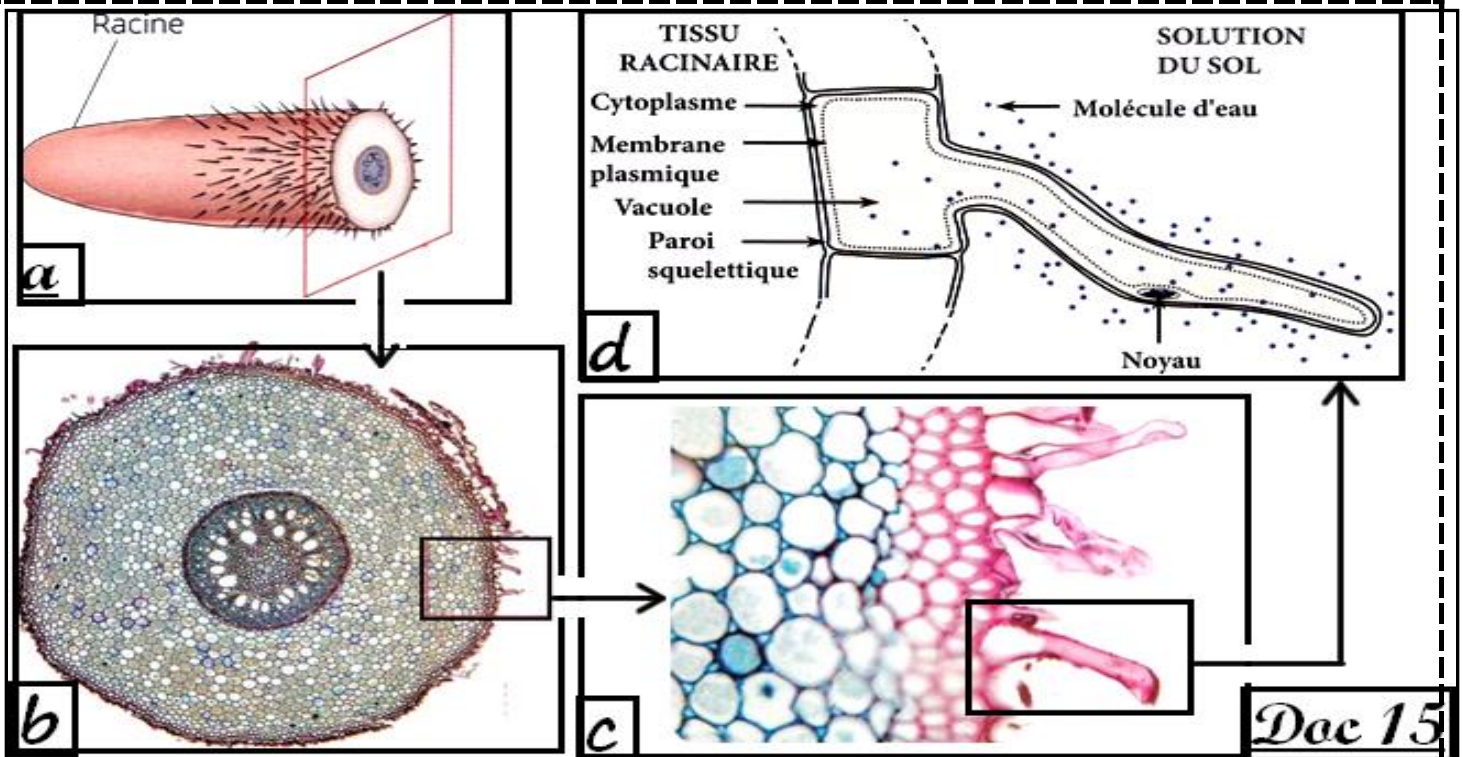 Racine
a
TISSU
RACINAIRE
Cytoplasme
Membrane
plasmique
Vacuole
Paroi
squelettique
SOLUTION
DU SOL
Molécule d'eau
Noyau
d
b
c
Doc 15